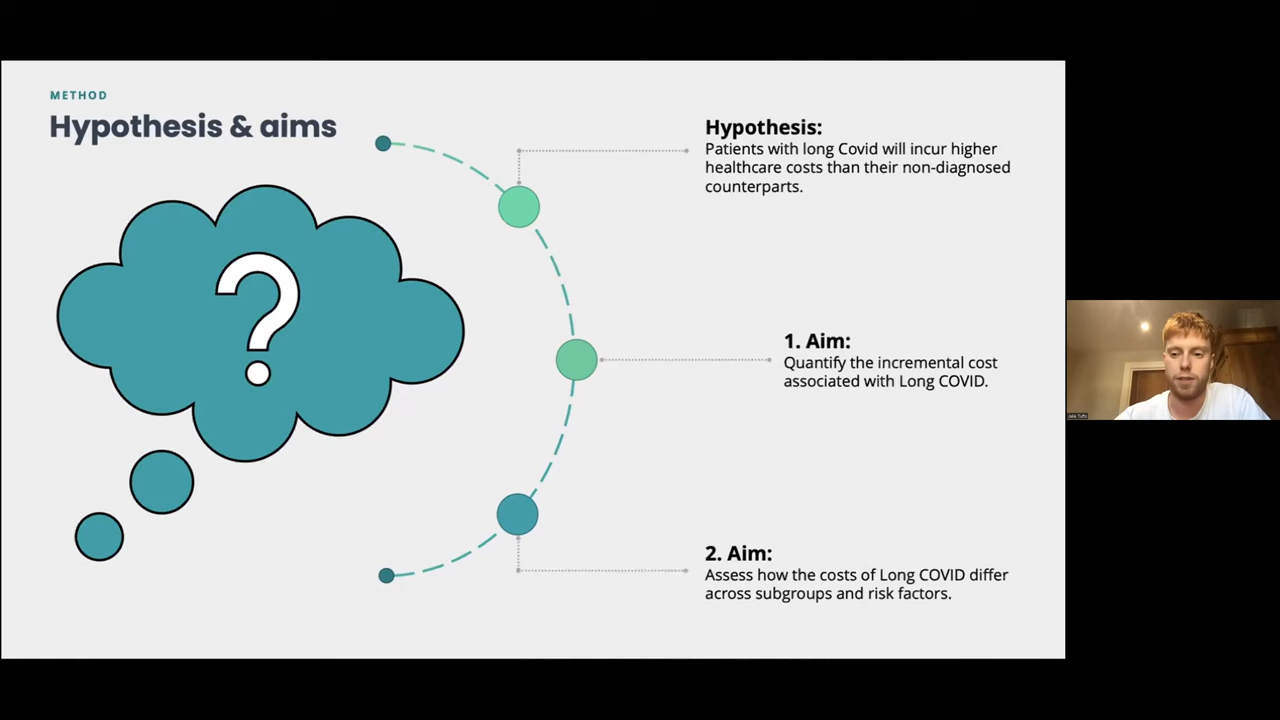 METHOD
Hypothesis & aims
?
Hypothesis:
Patients with long Covid will incur higher
healthcare costs than their non-diagnosed
counterparts.
1. Aim:
Quantify the incremental cost
associated with Long COVID.
2. Aim:
Assess how the costs of Long COVID differ
across subgroups and risk factors.
Jake Tufts